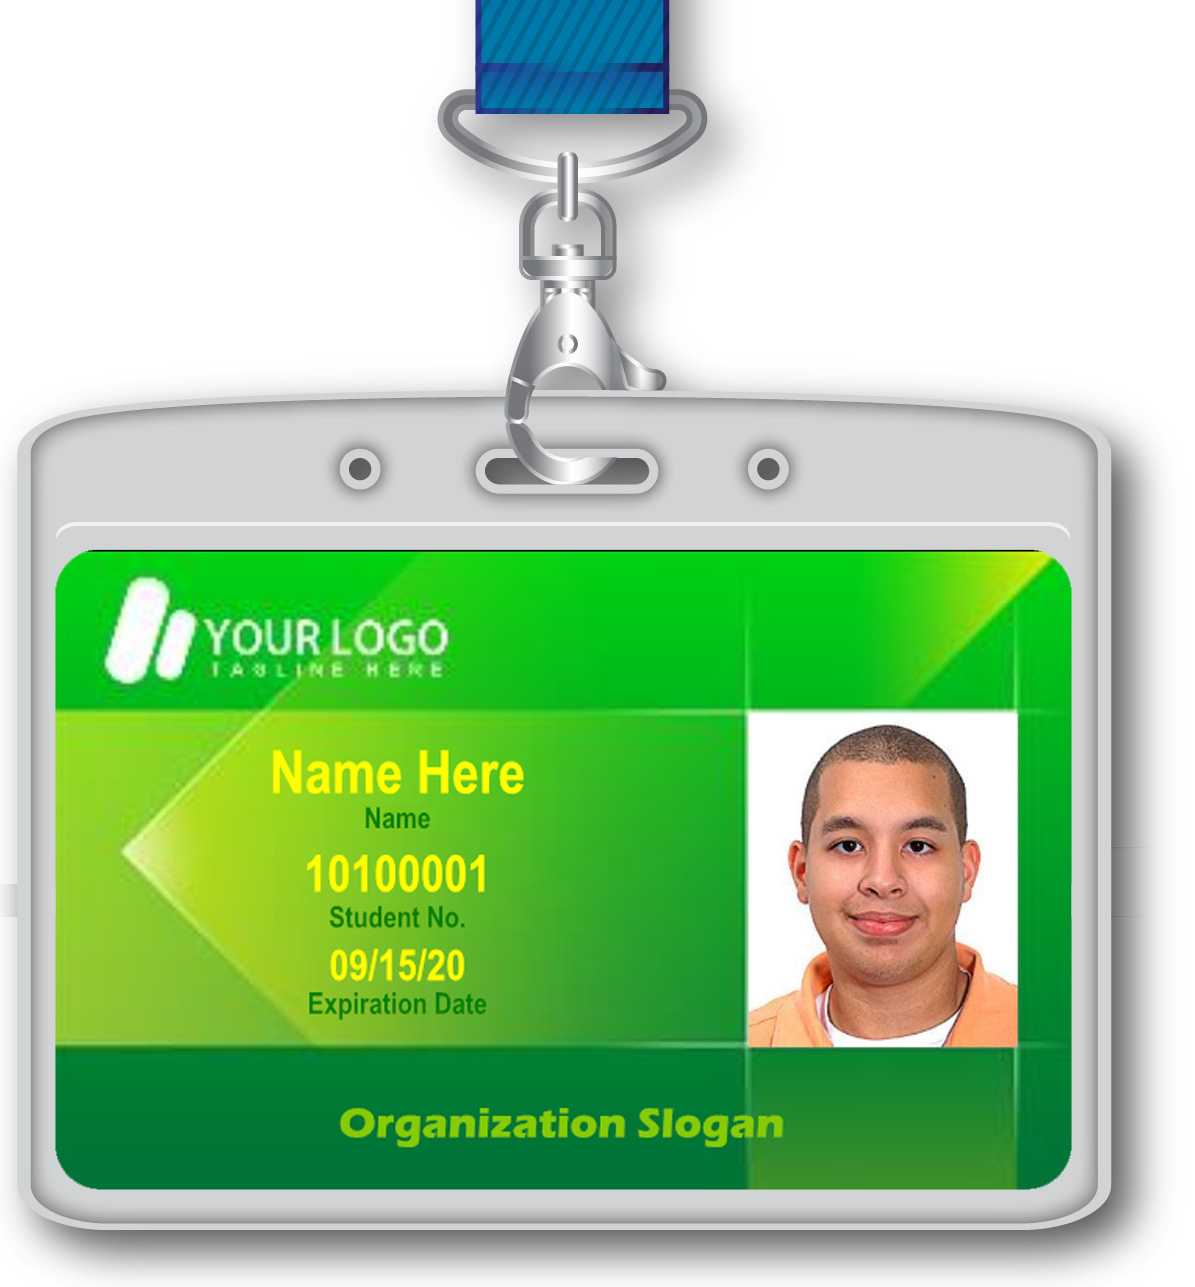 YOUR LOGO
TAGLINE HERE
Name Here
Name
10100001
Student No.
09/15/20
Expiration Date
Organization Slogan